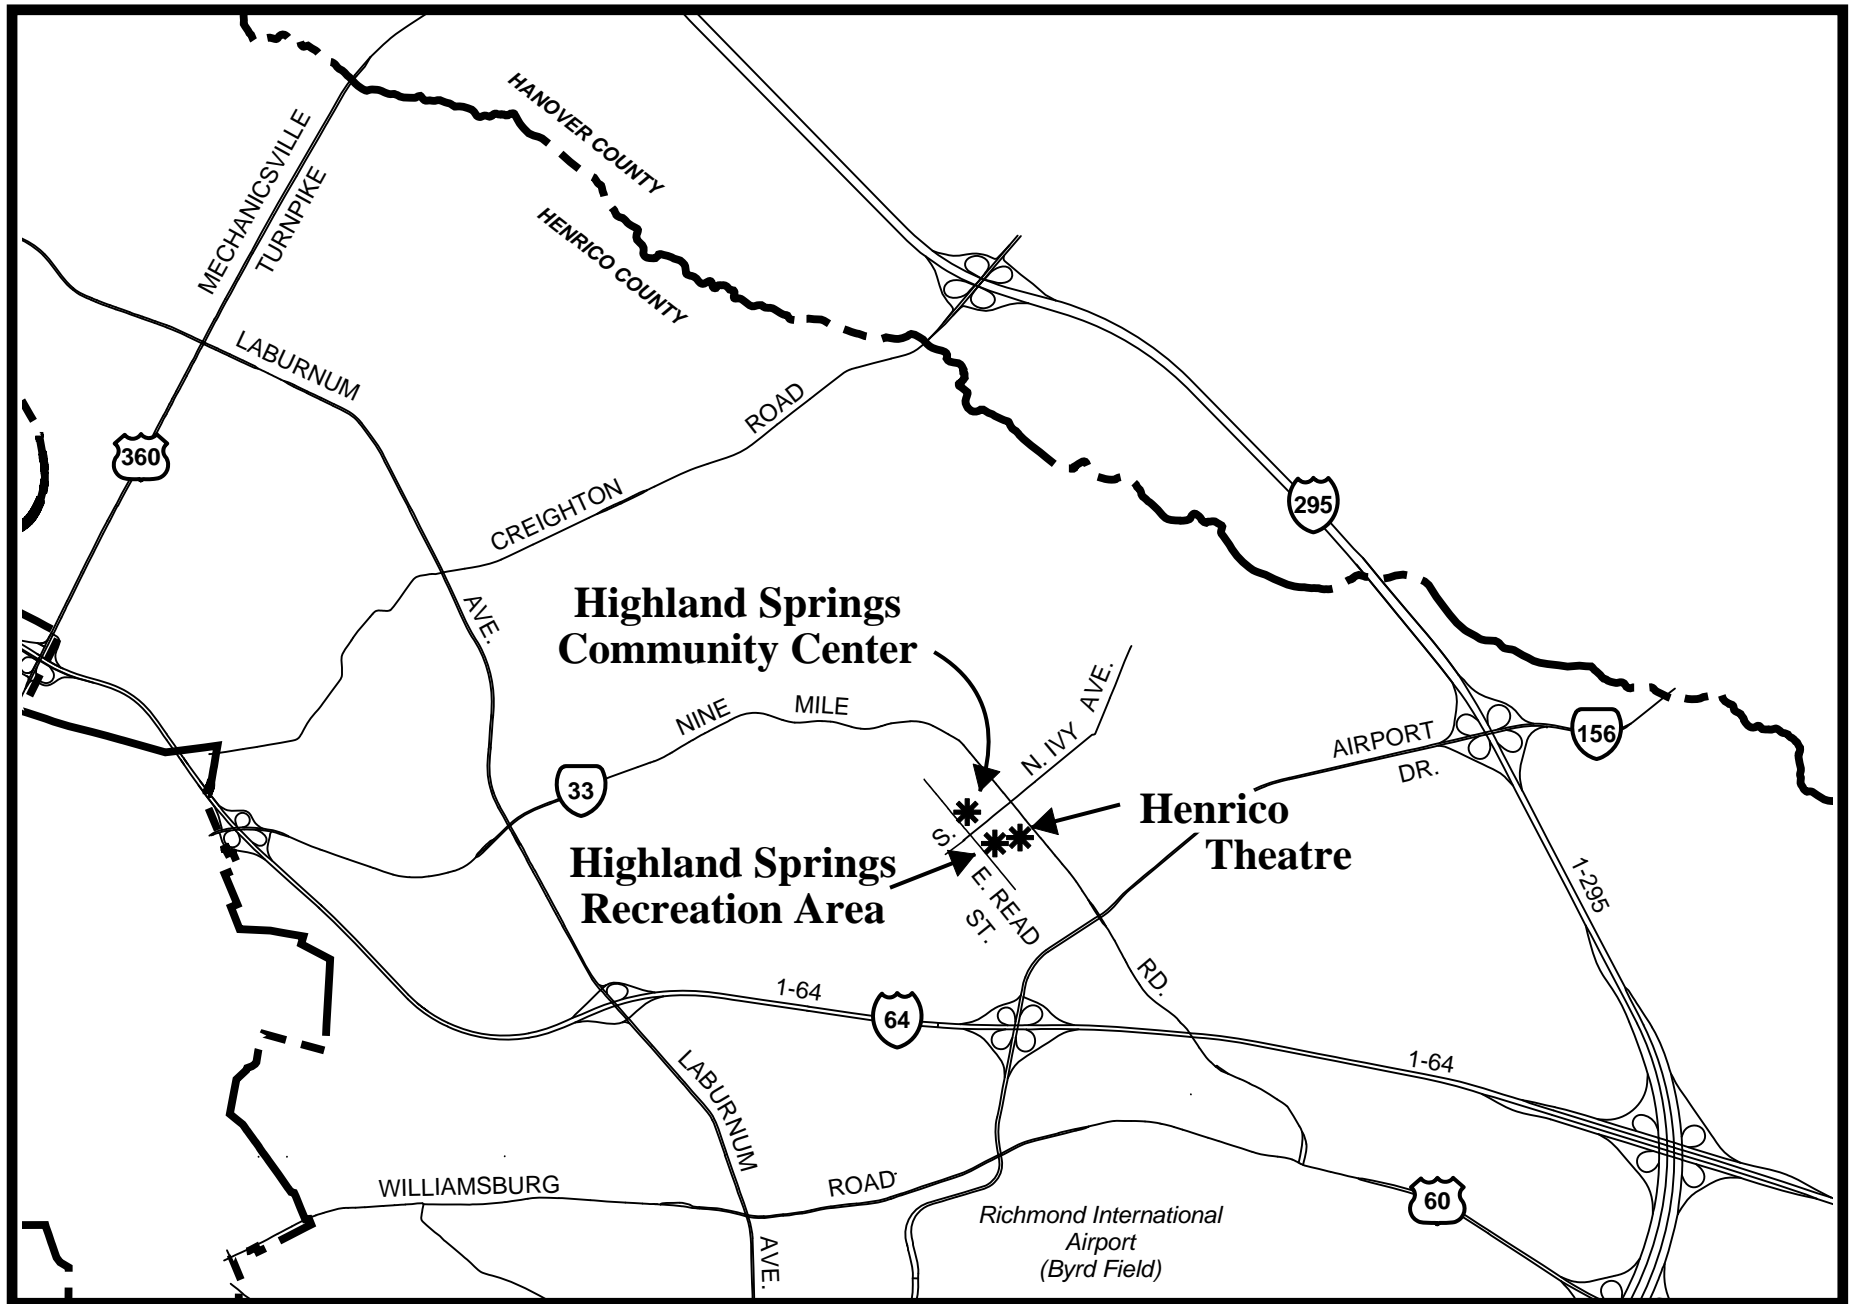 HANOVER COUNTY
HENRICO COUNTY
MECHANICSVILLE
TURNPIKE
LABURNUM
AVE.
360
CREIGHTON
ROAD
295
Highland Springs
Community Center
NINE
MILE
33
N. IVY
AVE.
AIRPORT
DR.
156
Henrico
Theatre
S.
Highland Springs
Recreation Area
E. READ
ST.
RD.
1-295
1-64
64
1-64
LABURNUM
AVE.
WILLIAMSBURG
ROAD
60
Richmond International
Airport
(Byrd Field)